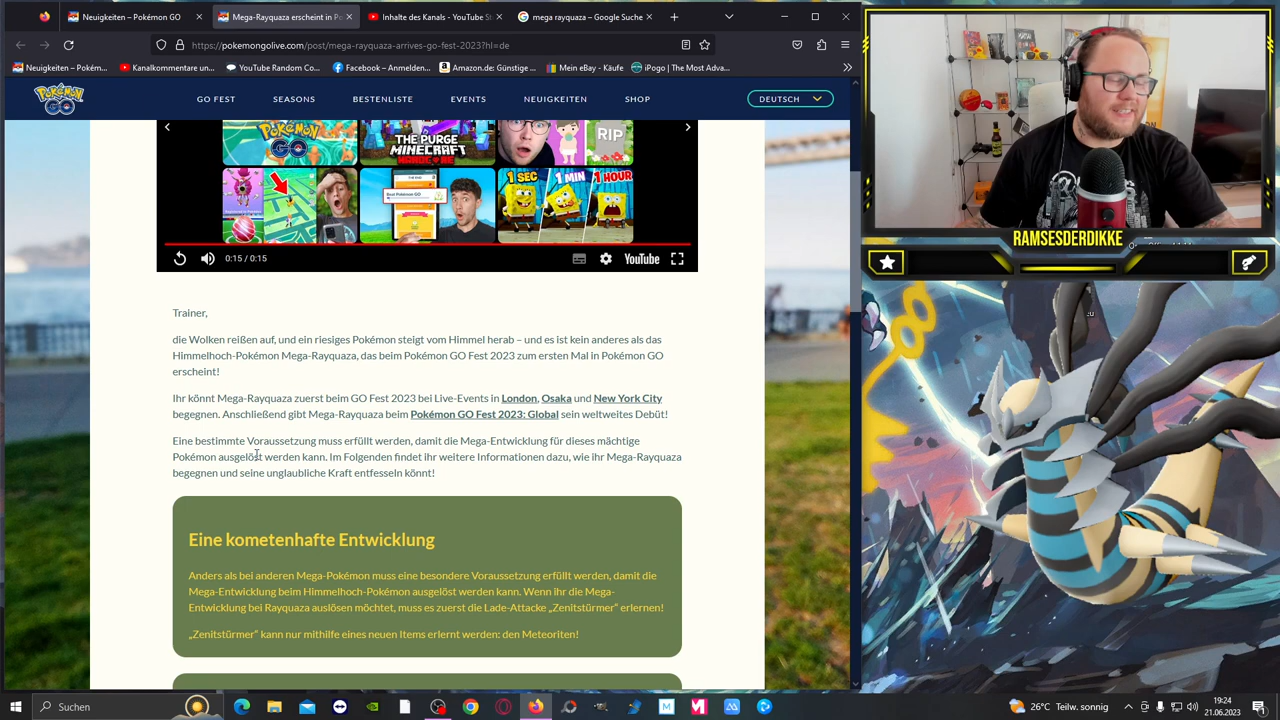 Neuigkeiten – Pokémon GO
Mega-Rayquaza erscheint in Po
Inhalte des Kanals - YouTube St
mega rayquaza – Google Suche
https://pokemongolive.com/post/mega-rayquaza-arrives-go-fest-2023?hl=de
Neuigkeiten – Pokém...
Kanalkommentare un...
YouTube Random Co...
Facebook – Anmelden...
Amazon.de: Günstige ...
Mein eBay - Käufe
iPogo | The Most Adva...
Pokémon GO
GO FEST
SEASONS
BESTENLISTE
EVENTS
NEUIGKEITEN
SHOP
DEUTSCH
Pokémon GO
THE PURGE
MINECRAFT
HARDCORE
RIP
1 SEC
1 MIN
1 HOUR
0:15 / 0:15
YouTube
Trainer,
die Wolken reißen auf, und ein riesiges Pokémon steigt vom Himmel herab – und es ist kein anderes als das
Himmelhoch-Pokémon Mega-Rayquaza, das beim Pokémon GO Fest 2023 zum ersten Mal in Pokémon GO
erscheint!
Ihr könnt Mega-Rayquaza zuerst beim GO Fest 2023 bei Live-Events in London, Osaka und New York City
begegnen. Anschließend gibt Mega-Rayquaza beim Pokémon GO Fest 2023: Global sein weltweites Debüt!
Eine bestimmte Voraussetzung muss erfüllt werden, damit die Mega-Entwicklung für dieses mächtige
Pokémon ausgelöst werden kann. Im Folgenden findet ihr weitere Informationen dazu, wie ihr Mega-Rayquaza
begegnen und seine unglaubliche Kraft entfesseln könnt!
Eine kometenhafte Entwicklung
Anders als bei anderen Mega-Pokémon muss eine besondere Voraussetzung erfüllt werden, damit die
Mega-Entwicklung beim Himmelhoch-Pokémon ausgelöst werden kann. Wenn ihr die Mega-
Entwicklung bei Rayquaza auslösen möchtet, muss es zuerst die Lade-Attacke „Zenitstürmer“ erlernen!
„Zenitstürmer“ kann nur mithilfe eines neuen Items erlernt werden: den Meteoriten!
RAMSESDERDIKKE
Suchen
26°C Teilw. sonnig
19:24
21.06.2023